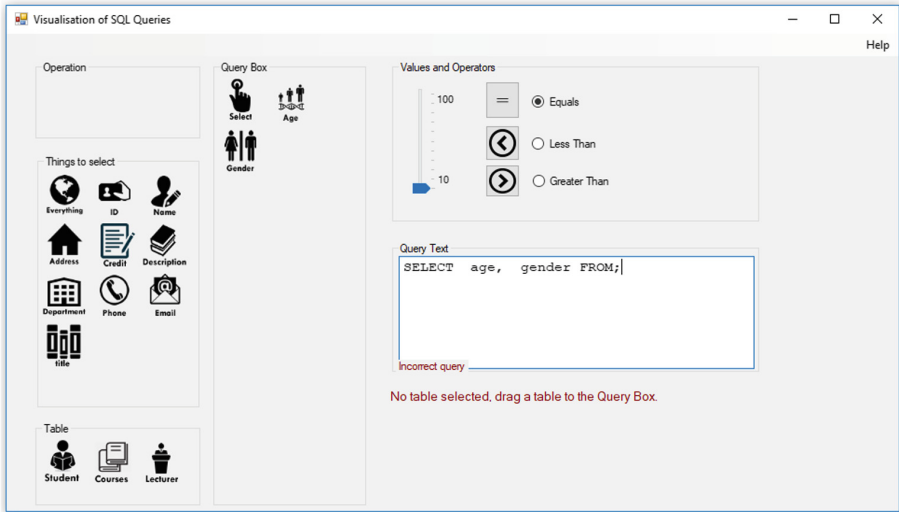 Visualisation of SQL Queries
Help
Operation
Things to select
Everything
ID
Name
Address
Credit
Description
Department
Phone
Email
title
Table
Student
Courses
Lecturer
Query Box
Select
Age
Gender
Values and Operators
100
10
=
Equals
Less Than
Greater Than
Query Text
SELECT age, gender FROM;
Incorrect query
No table selected, drag a table to the Query Box.